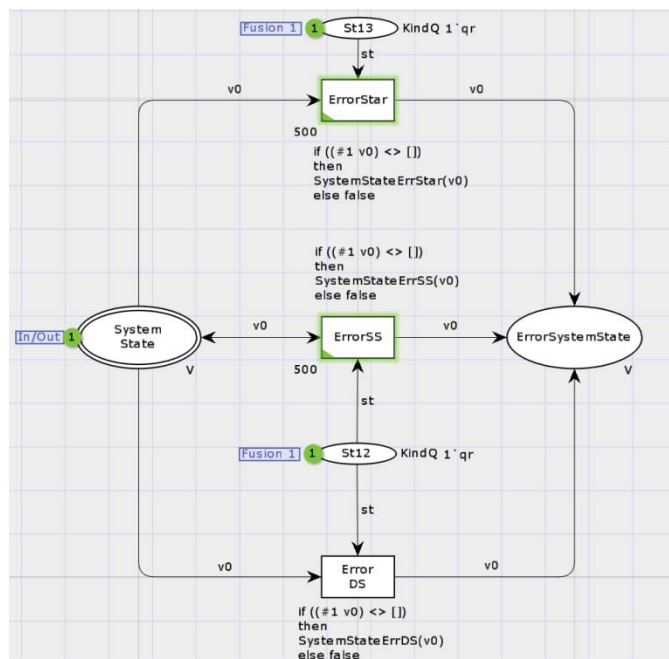 Fusion 1 1 St13 KindQ 1`qr
st
v0 ErrorStar v0
500
if ((#1 v0) <> [])
then
SystemStateErrStar(v0)
else false
if ((#1 v0) <> [])
then
SystemStateErrSS(v0)
else false
In/Out 1 System
State
V
v0 ErrorSS v0
500
ErrorSystemState
V
st
Fusion 1 1 St12 KindQ 1`qr
st
v0 Error
DS v0
if ((#1 v0) <> [])
then
SystemStateErrDS(v0)
else false